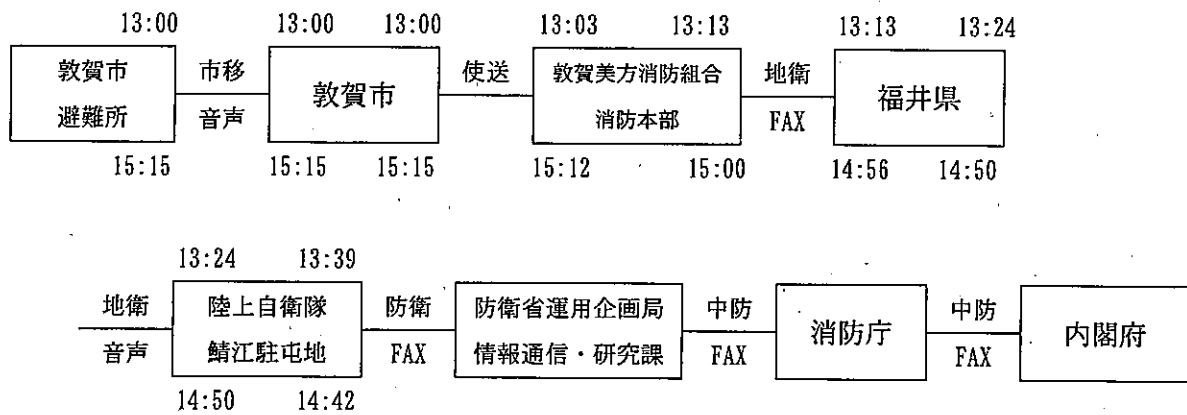 13:00 13:00 13:00 13:03 13:13 13:13 13:24
敦賀市 市移 敦賀市 使送 敦賀美方消防組合 地衛 福井県
避難所 音声 消防本部 FAX
15:15 15:15 15:15 15:12 15:00 14:56 14:50
13:24 13:39
地衛 陸上自衛隊 防衛 防衛省運用企画局 中防 消防庁 中防 内閣府
音声 鯖江駐屯地 FAX 情報通信・研究課 FAX FAX
14:50 14:42